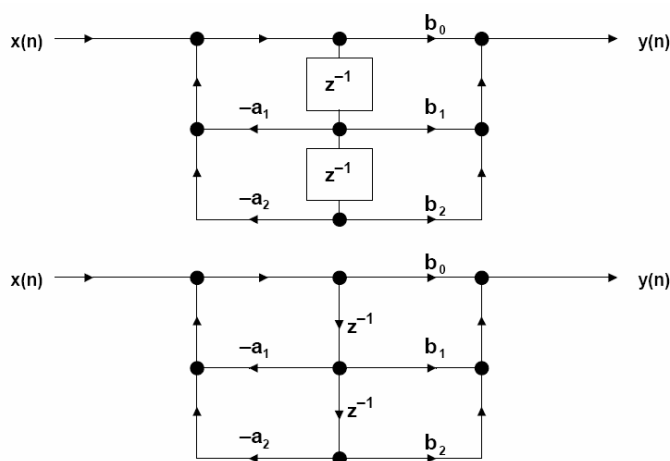 x(n) b₀ y(n)
z⁻¹
–a₁ b₁
z⁻¹
–a₂ b₂
x(n) b₀ y(n)
z⁻¹
–a₁ b₁
z⁻¹
–a₂ b₂